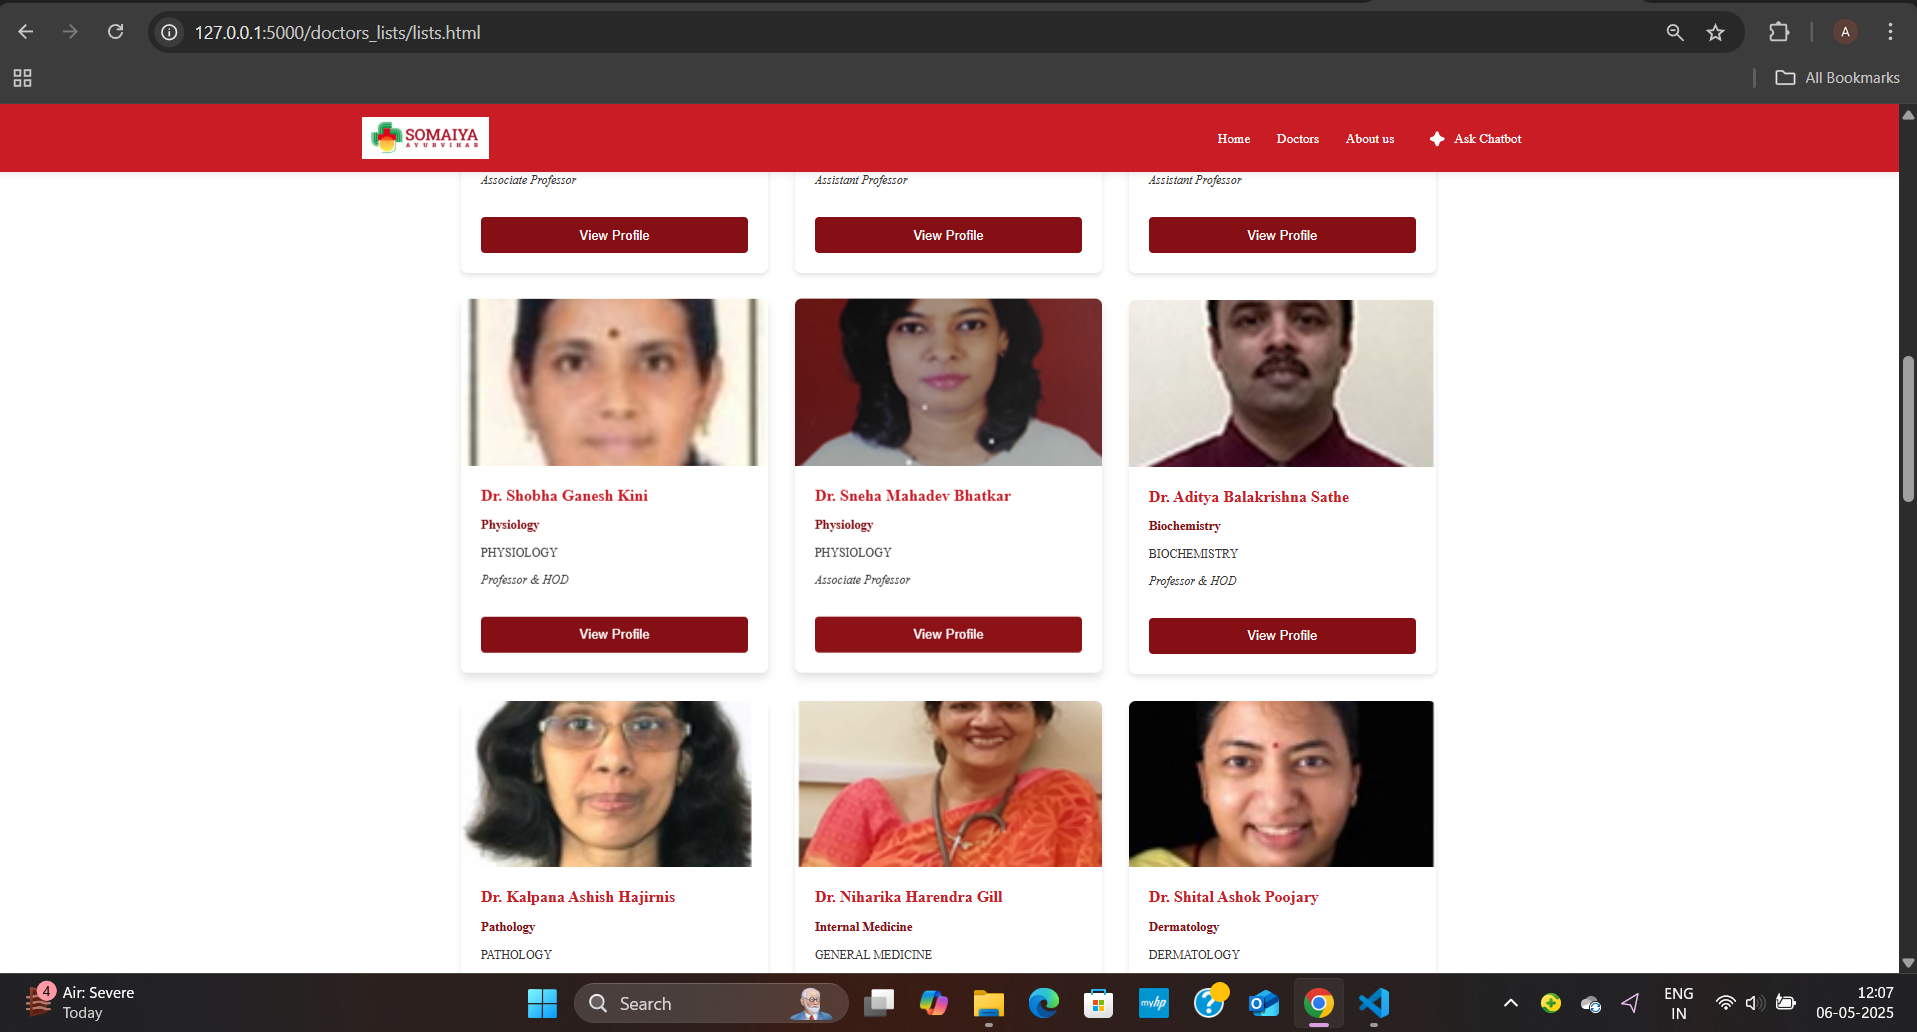 127.0.0.1:5000/doctors_lists/lists.html
A
All Bookmarks
SOMAIYA
AYURVIHAR
Home
Doctors
About us
Ask Chatbot
Associate Professor
Assistant Professor
Assistant Professor
View Profile
View Profile
View Profile
Dr. Shobha Ganesh Kini
Physiology
PHYSIOLOGY
Professor & HOD
View Profile
Dr. Sneha Mahadev Bhatkar
Physiology
PHYSIOLOGY
Associate Professor
View Profile
Dr. Aditya Balakrishna Sathe
Biochemistry
BIOCHEMISTRY
Professor & HOD
View Profile
Dr. Kalpana Ashish Hajirnis
Pathology
PATHOLOGY
Dr. Niharika Harendra Gill
Internal Medicine
GENERAL MEDICINE
Dr. Shital Ashok Poojary
Dermatology
DERMATOLOGY
4
Air: Severe
Today
Search
myhp
ENG
IN
12:07
06-05-2025